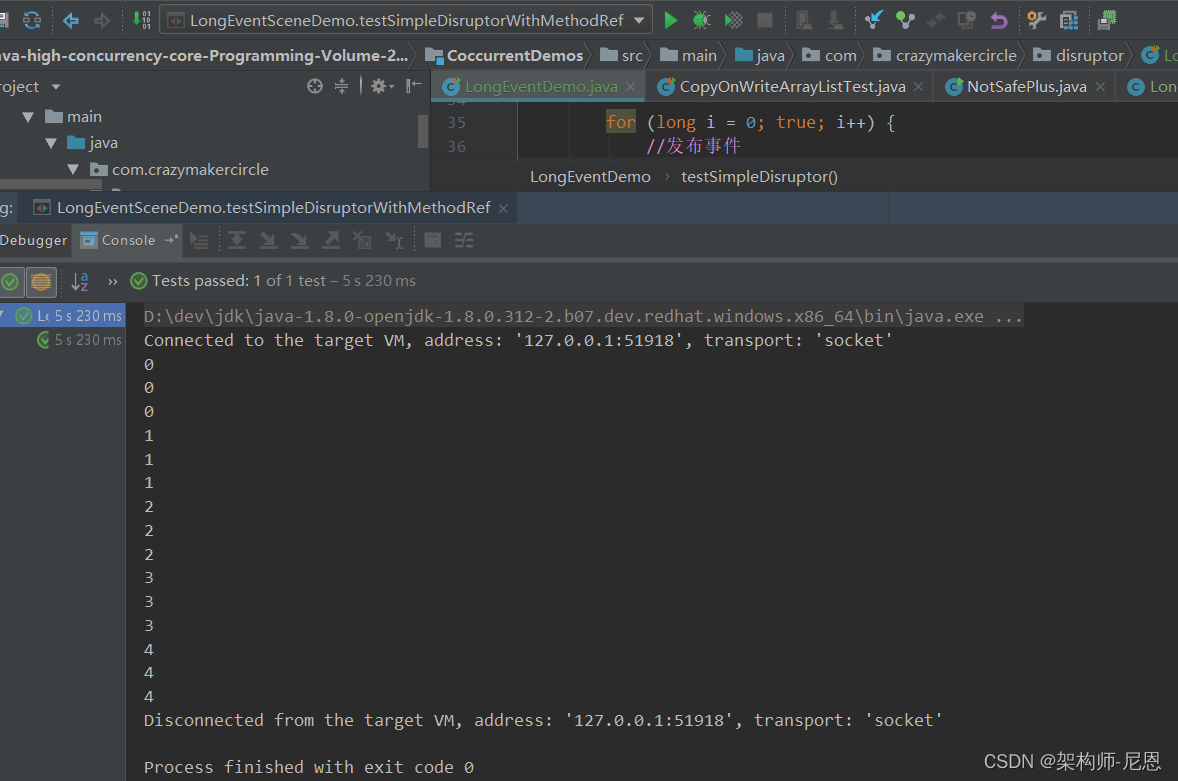 LongEventSceneDemo.testSimpleDisruptorWithMethodRef
ava-high-concurrency-core-Programming-Volume-2... CoccurrentDemos src main java com crazymakercircle disruptor
roject LongEventDemo.java CopyOnWriteArrayListTest.java NotSafePlus.java Lon
main
java
com.crazymakercircle
35 for (long i = 0; true; i++) {
36 //发布事件
LongEventDemo testSimpleDisruptor()
g: LongEventSceneDemo.testSimpleDisruptorWithMethodRef
Debugger Console
Tests passed: 1 of 1 test – 5 s 230 ms
5 s 230 ms
5 s 230 ms
D:\dev\jdk\java-1.8.0-openjdk-1.8.0.312-2.b07.dev.redhat.windows.x86_64\bin\java.exe ...
Connected to the target VM, address: '127.0.0.1:51918', transport: 'socket'
0
0
0
1
1
1
2
2
2
3
3
3
4
4
4
Disconnected from the target VM, address: '127.0.0.1:51918', transport: 'socket'
Process finished with exit code 0
CSDN @架构师-尼恩